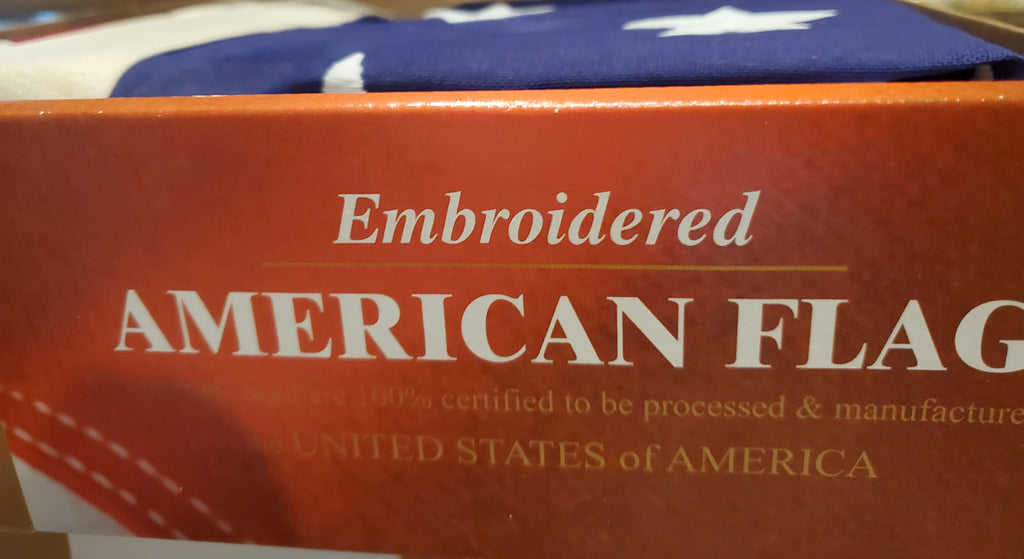 Embroidered
AMERICAN FLAG
are 100% certified to be processed & manufacture
UNITED STATES of AMERICA